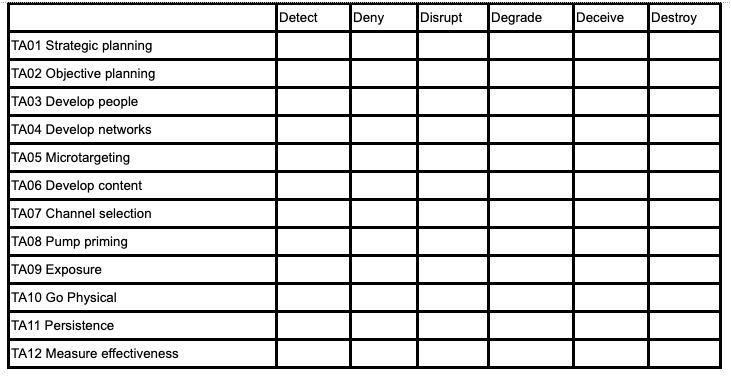 Detect Deny Disrupt Degrade Deceive Destroy
TA01 Strategic planning
TA02 Objective planning
TA03 Develop people
TA04 Develop networks
TA05 Microtargeting
TA06 Develop content
TA07 Channel selection
TA08 Pump priming
TA09 Exposure
TA10 Go Physical
TA11 Persistence
TA12 Measure effectiveness